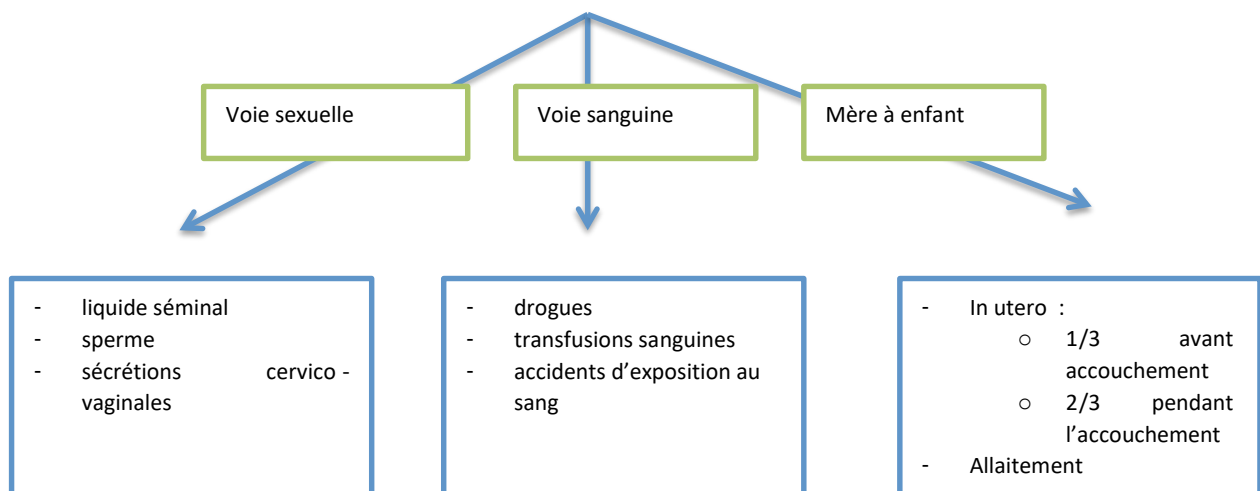 Voie sexuelle
Voie sanguine
Mère à enfant
- liquide séminal
- sperme
- sécrétions cervico -
vaginales
- drogues
- transfusions sanguines
- accidents d’exposition au
sang
- In utero :
o 1/3 avant
accouchement
o 2/3 pendant
l’accouchement
- Allaitement